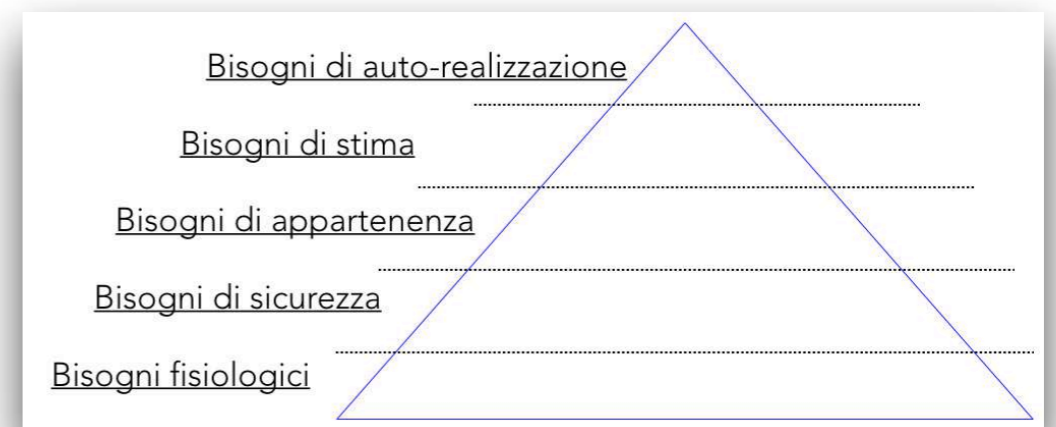 Bisogni di auto-realizzazione
Bisogni di stima
Bisogni di appartenenza
Bisogni di sicurezza
Bisogni fisiologici